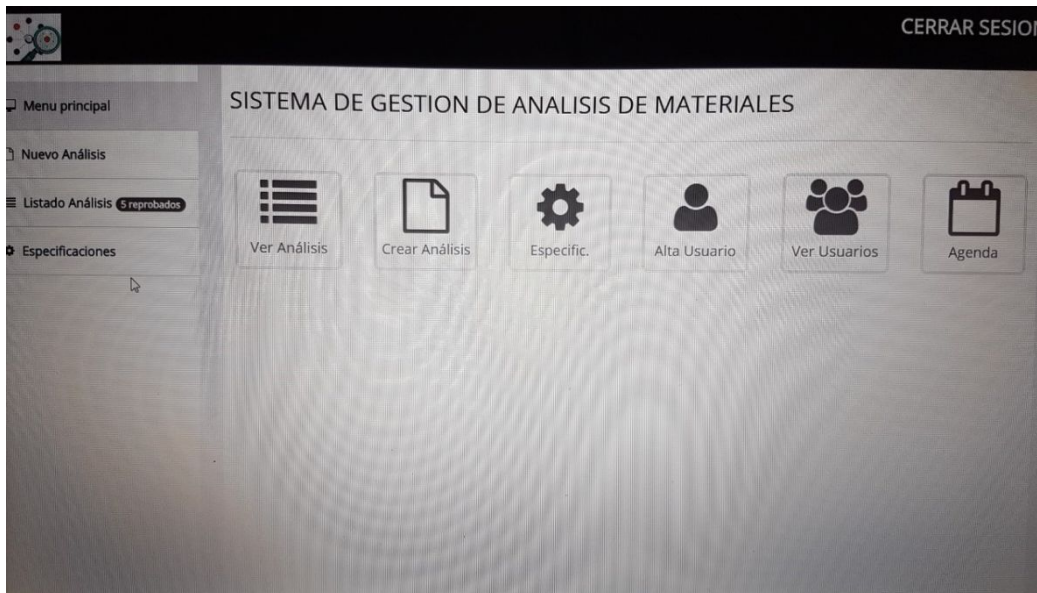 CERRAR SESION
Menu principal
Nuevo Análisis
Listado Análisis 5 reprobados
Especificaciones
SISTEMA DE GESTION DE ANALISIS DE MATERIALES
Ver Análisis
Crear Análisis
Especific.
Alta Usuario
Ver Usuarios
Agenda